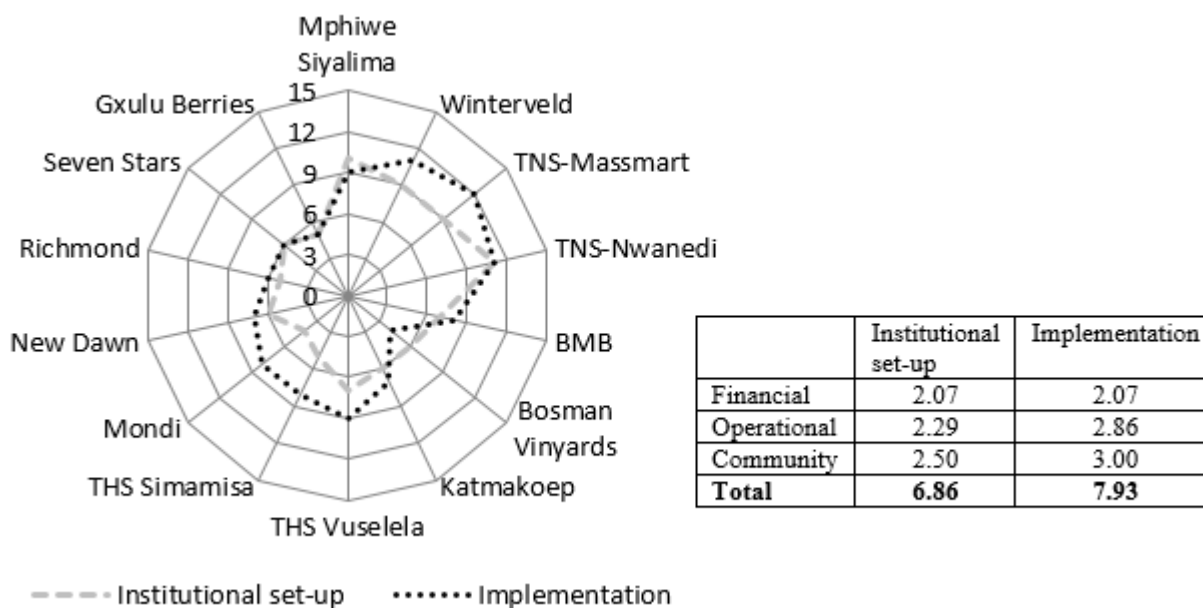 Mphiwe
Siyalima
Winterveld
TNS-Massmart
TNS-Nwanedi
BMB
Bosman
Vinyards
Katmakoep
THS Vuselela
THS Simamisa
Mondi
New Dawn
Richmond
Seven Stars
Gxulu Berries
15
12
9
6
3
0
Institutional set-up Implementation
Institutional
set-up Implementation
Financial 2.07 2.07
Operational 2.29 2.86
Community 2.50 3.00
Total 6.86 7.93